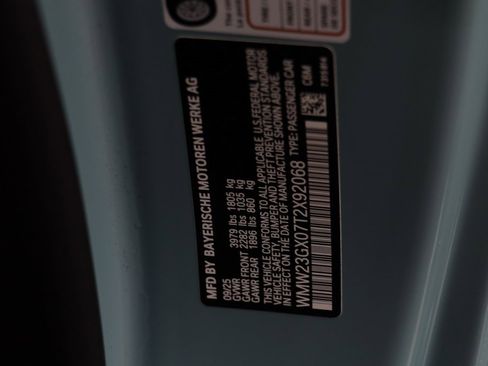 MFD BY BAYERISCHE MOTOREN WERKE AG
09/25
GVWR 3979 lbs 1805 kg
GAWR FRONT 2282 lbs 1035 kg
GAWR REAR 1896 lbs 860 kg
THIS VEHICLE CONFORMS TO ALL APPLICABLE U.S. FEDERAL MOTOR
VEHICLE SAFETY, BUMPER AND THEFT PREVENTION STANDARDS
IN EFFECT ON THE DATE OF MANUFACTURE SHOWN ABOVE.
WMW23GX07T2X92068 TYPE: PASSENGER CAR
C6M